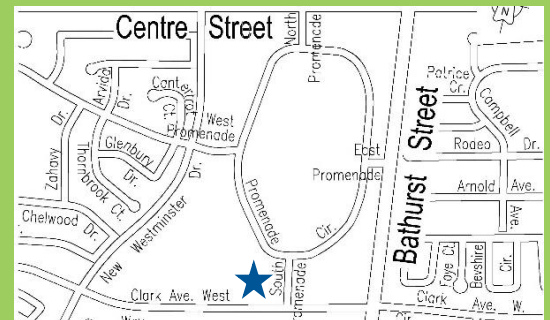 N
Centre Street
North
Promenade
Arvida
Dr.
Ct.
West
Promenade
Glenbury
Dr.
Zahavy
Dr.
Thornbrook Ct.
Chelwood Dr.
New Westminster Dr.
Promenade
Cir.
East
Promenade
South
Promenade
Clark Ave. West
Bathurst Street
Patrice
Cr.
Campbell
Ave.
Rodeo Dr.
Arnold Ave.
Foye Ct.
Bevshire
Cir.
Clark Ave. W.